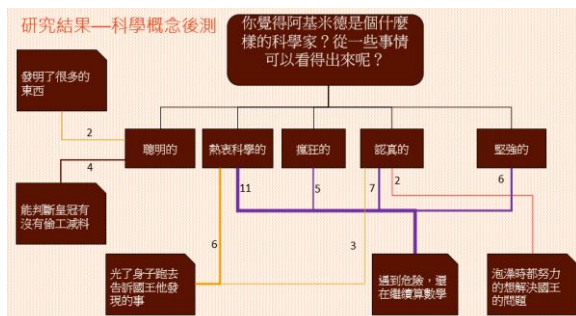 研究結果—科學概念後測
你覺得阿基米德是個什麼
樣的科學家？從一些事情
可以看得出來呢？
發明了很多的
東西
2
4
聰明的
熱衷科學的
瘋狂的
認真的
堅強的
11
5
7
2
6
6
3
能判斷皇冠有
沒有偷工減料
光了身子跑去
告訴國王他發
現的事
遇到危險，還
在繼續算數學
泡澡時都努力
的想解決國王
的問題